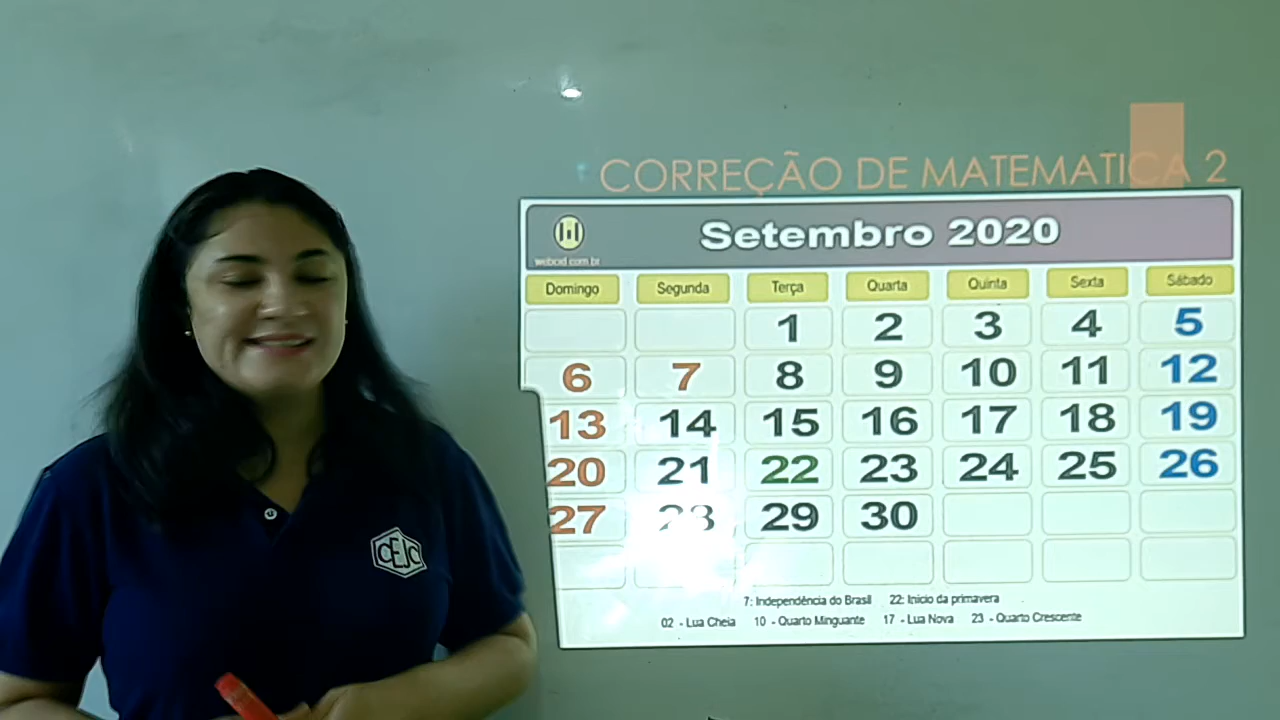 CORREÇÃO DE MATEMATICA 2
Setembro 2020
webcid.com.br
Domingo Segunda Terça Quarta Quinta Sexta Sábado
1 2 3 4 5
6 7 8 9 10 11 12
13 14 15 16 17 18 19
20 21 22 23 24 25 26
27 28 29 30
7: Independência do Brasil 22: Início da primavera
02 - Lua Cheia 10 - Quarto Minguante 17 - Lua Nova 23 - Quarto Crescente
CEJC